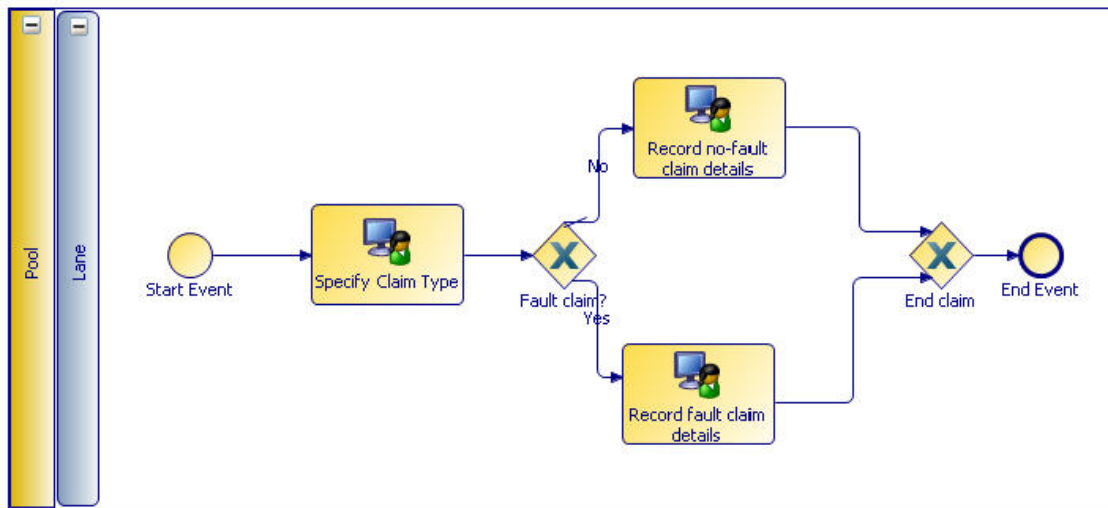 Pool
Lane
Start Event
Specify Claim Type
Fault claim?
No
Yes
Record no-fault
claim details
Record fault claim
details
End claim
End Event